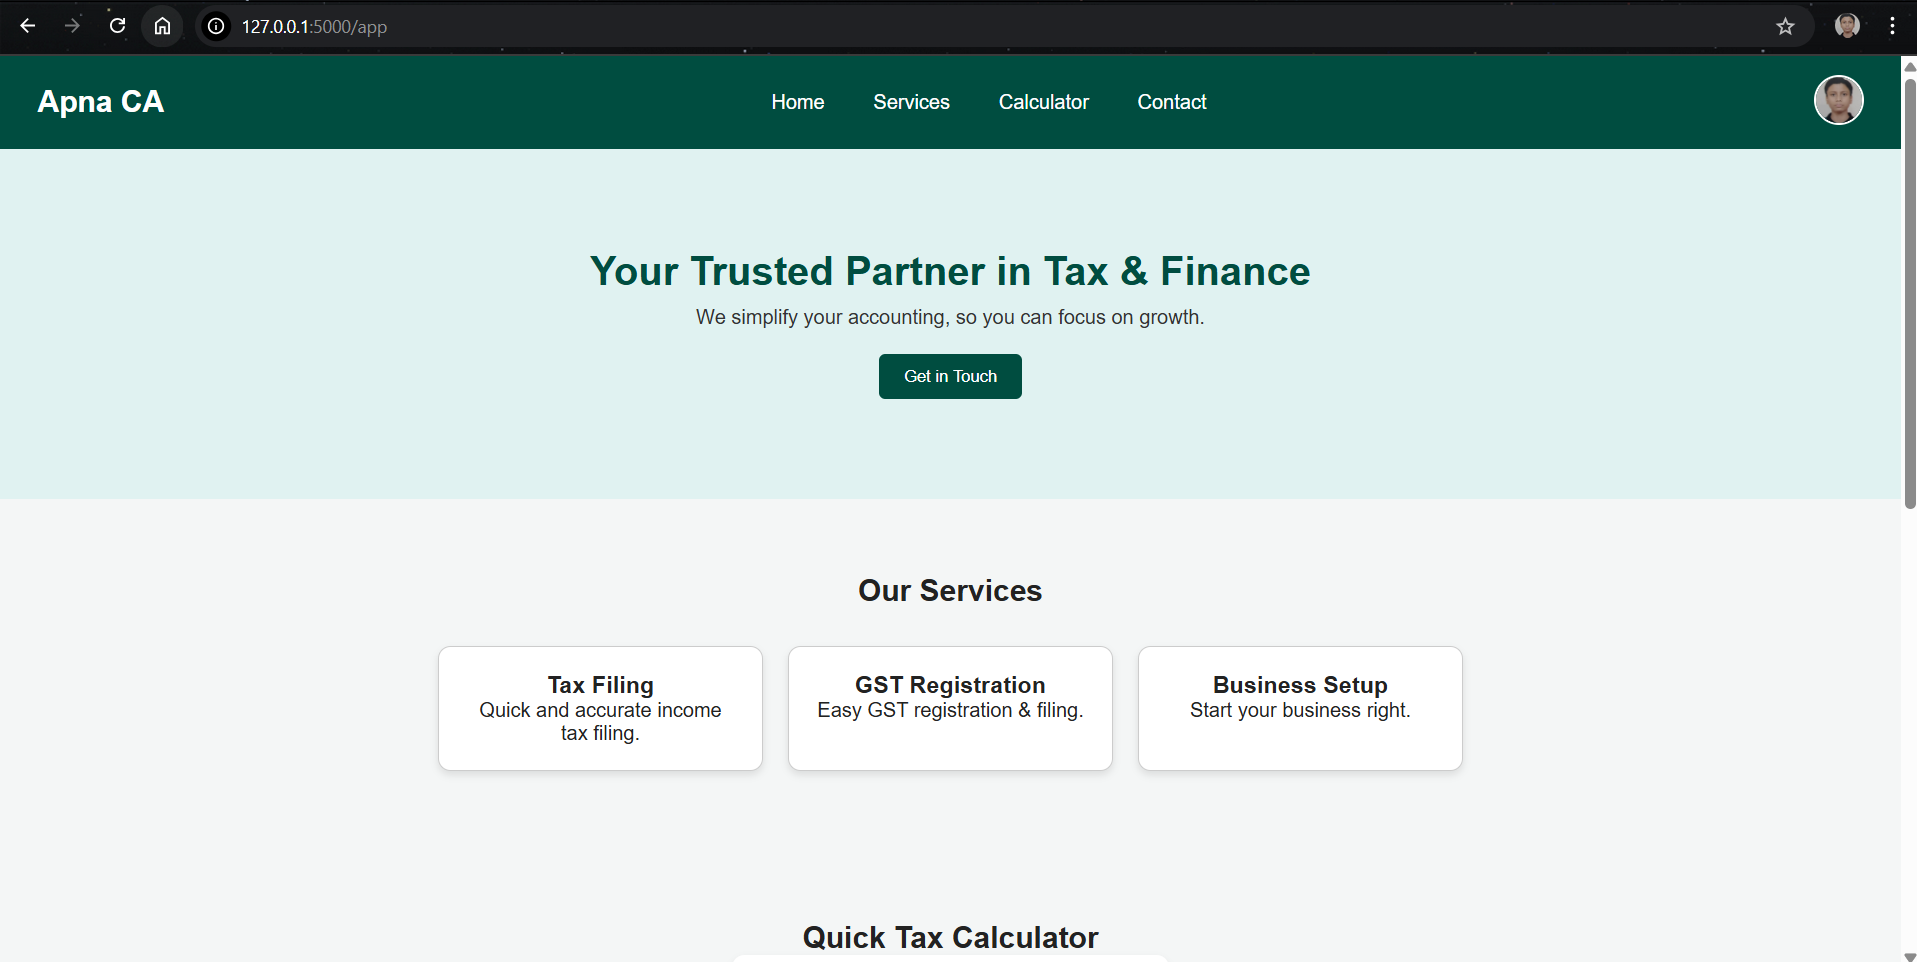 127.0.0.1:5000/app
Apna CA
Home
Services
Calculator
Contact
Your Trusted Partner in Tax & Finance
We simplify your accounting, so you can focus on growth.
Get in Touch
Our Services
Tax Filing
Quick and accurate income
tax filing.
GST Registration
Easy GST registration & filing.
Business Setup
Start your business right.
Quick Tax Calculator